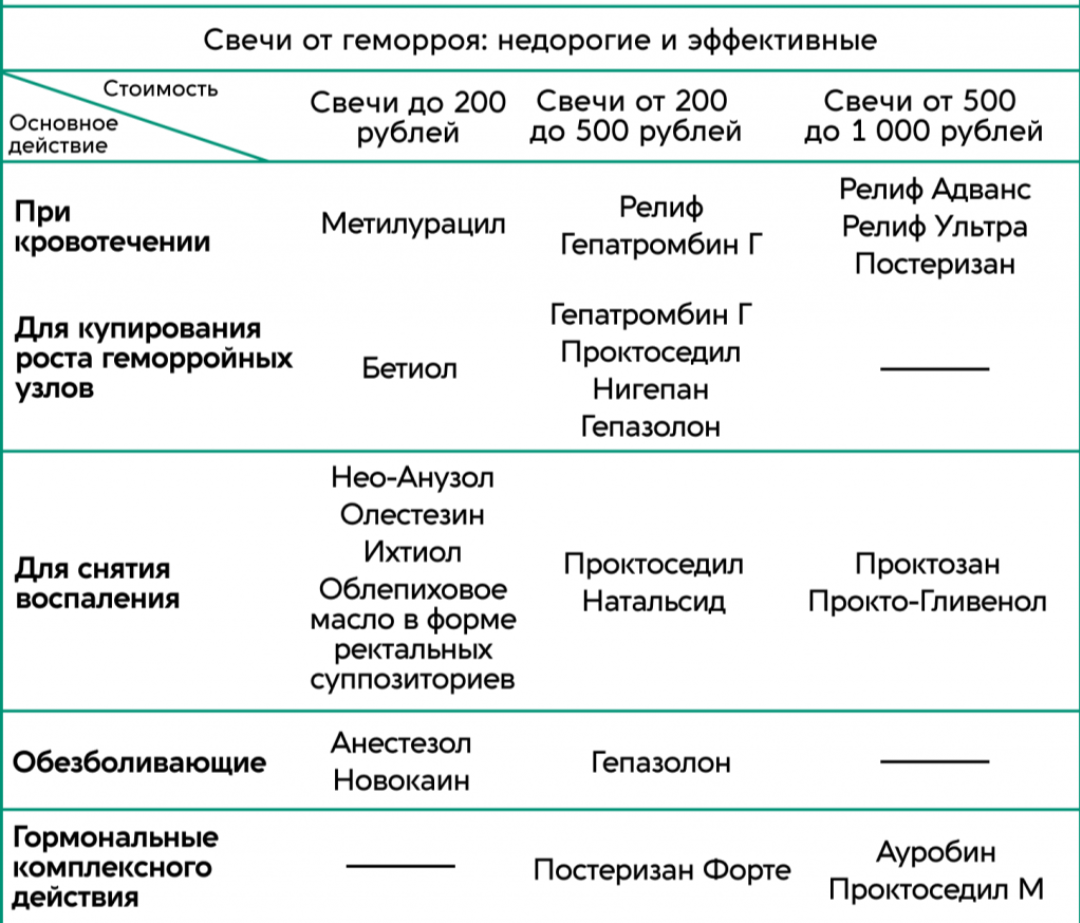 Свечи от геморроя: недорогие и эффективные
Стоимость
Основное
действие
Свечи до 200
рублей
Свечи от 200
до 500 рублей
Свечи от 500
до 1 000 рублей
При
кровотечении
Метилурацил
Релиф
Гепатромбин Г
Релиф Адванс
Релиф Ультра
Постеризан
Для купирования
роста геморройных
узлов
Бетиол
Гепатромбин Г
Проктоседил
Нигепан
Гепазолон
Для снятия
воспаления
Нео-Анузол
Олестезин
Ихтиол
Облепиховое
масло в форме
ректальных
суппозиториев
Проктоседил
Натальсид
Проктозан
Прокто-Гливенол
Обезболивающие
Анестезол
Новокаин
Гепазолон
Гормональные
комплексного
действия
Постеризан Форте
Ауробин
Проктоседил М